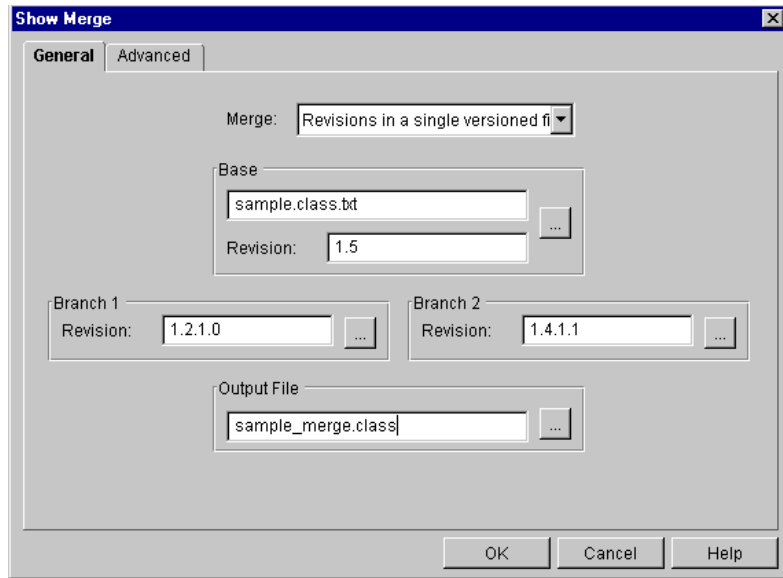 Show Merge
General Advanced
Merge: Revisions in a single versioned fi
Base
sample.class.txt
...
Revision: 1.5
Branch 1 Branch 2
Revision: 1.2.1.0 ... Revision: 1.4.1.1 ...
Output File
sample_merge.class ...
OK Cancel Help